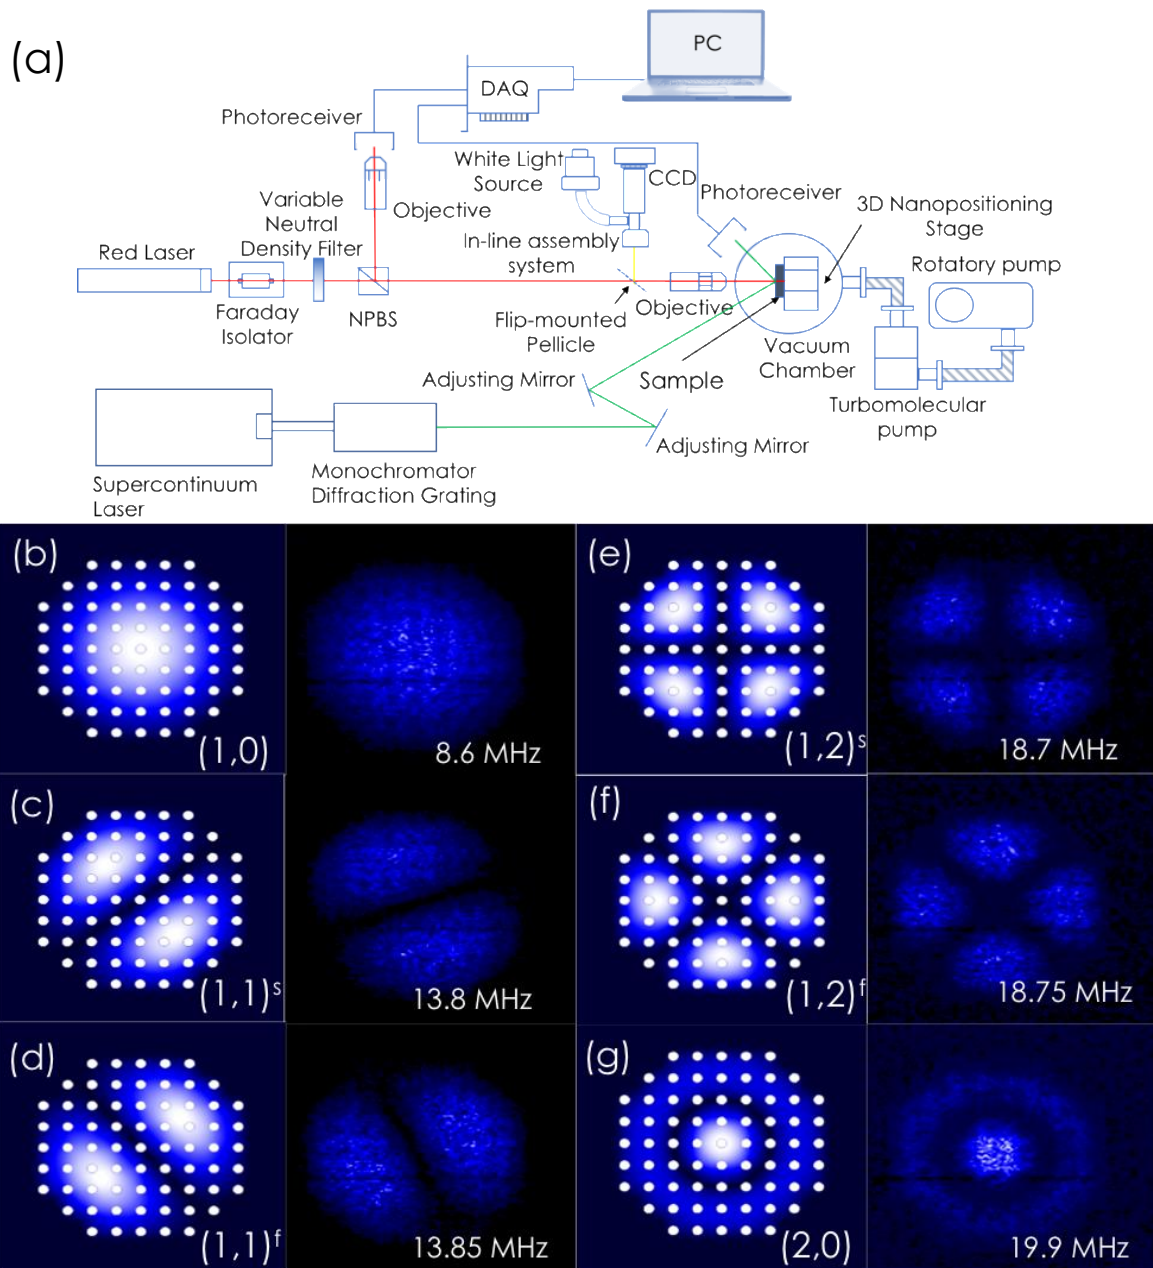 (a)
PC
DAQ
Photoreceiver
White Light
Source
CCD
Photoreceiver
Variable
Neutral
Density Filter
Objective
3D Nanopositioning
Stage
In-line assembly
system
Red Laser
Rotatory pump
Faraday
Isolator
NPBS
Flip-mounted
Pellicle
Objective
Vacuum
Chamber
Adjusting Mirror
Sample
Turbomolecular
pump
Adjusting Mirror
Supercontinuum
Laser
Monochromator
Diffraction Grating
(b)
(1,0)
8.6 MHz
(c)
(1,1)s
13.8 MHz
(d)
(1,1)f
13.85 MHz
(e)
(1,2)s
18.7 MHz
(f)
(1,2)f
18.75 MHz
(g)
(2,0)
19.9 MHz